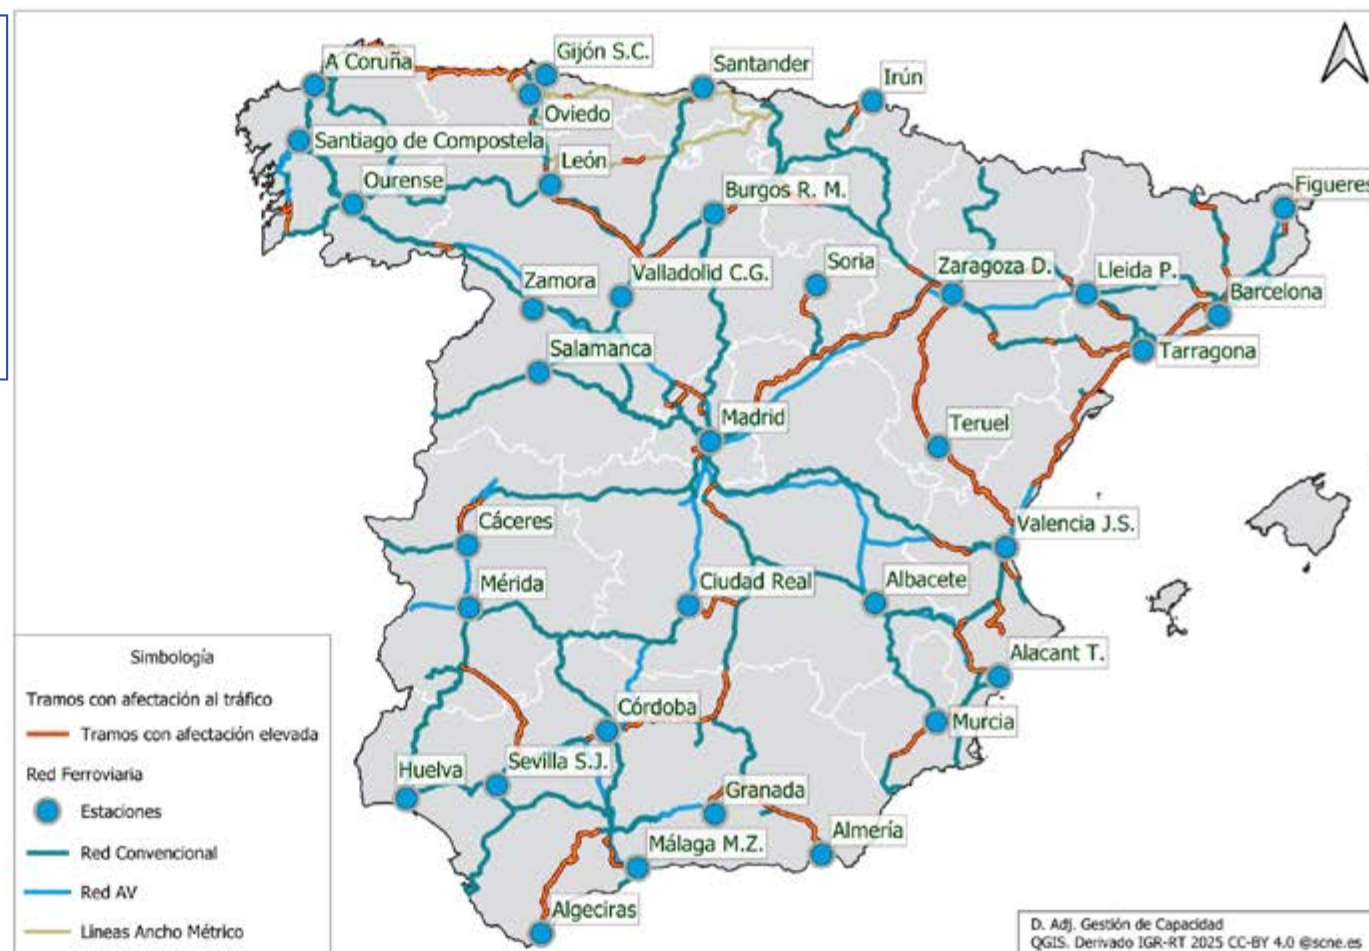 A Coruña
Gijón S.C.
Santander
Irún
Oviedo
Santiago de Compostela
León
Ourense
Burgos R. M.
Figueres
Soria
Zaragoza D.
Lleida P.
Valladolid C.G.
Zamora
Barcelona
Salamanca
Tarragona
Madrid
Teruel
Cáceres
Valencia J.S.
Mérida
Ciudad Real
Albacete
Alacant T.
Córdoba
Murcia
Huelva
Sevilla S.J.
Granada
Almería
Málaga M.Z.
Algeciras
Simbología
Tramos con afectación al tráfico
Tramos con afectación elevada
Red Ferroviaria
Estaciones
Red Convencional
Red AV
Lineas Ancho Métrico
D. Adj. Gestión de Capacidad
QGIS. Derivado IGR-RT 2025 CC-BY 4.0 @scne.es